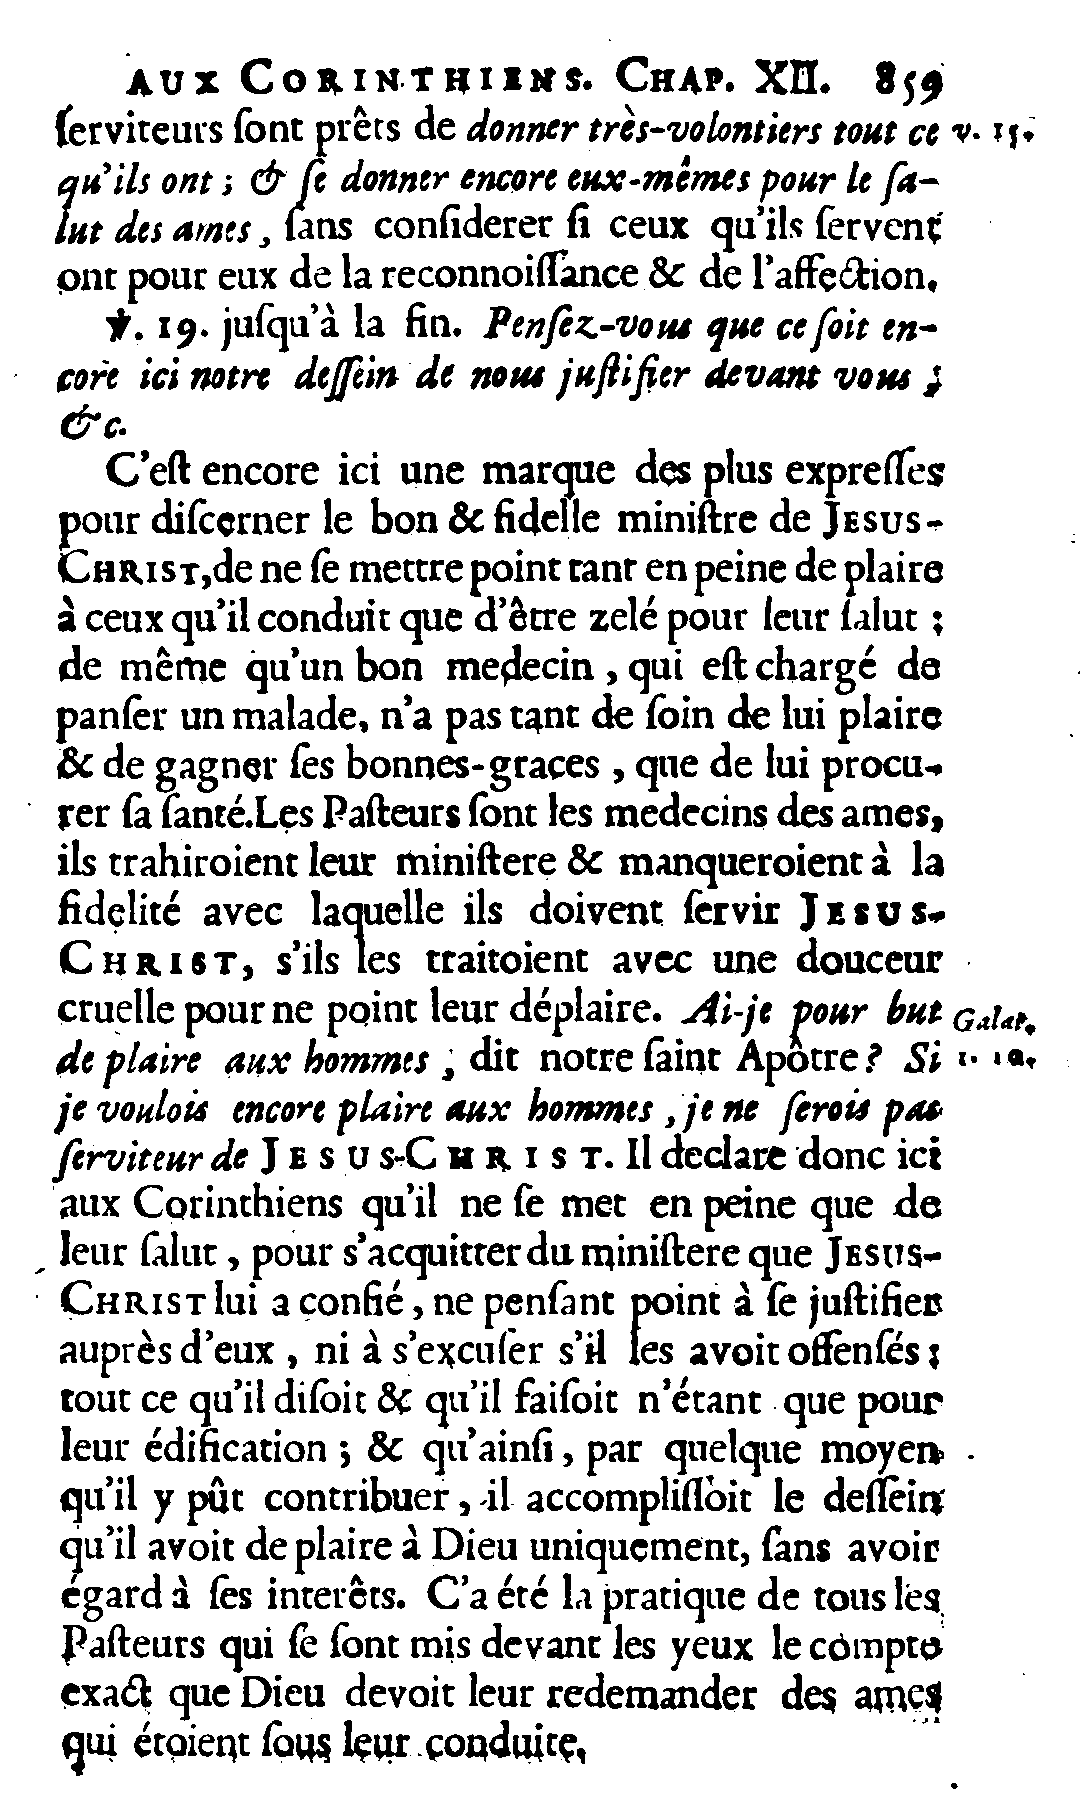 AUX CORINTHIENS. CHAP. XII. 859
ſerviteurs ſont prêts de donner très-volontiers tout ce v. 15.
qu'ils ont ; & ſe donner encore eux-mêmes pour le ſa-
lut des ames, ſans conſiderer ſi ceux qu'ils ſervent
ont pour eux de la reconnoiſſance & de l'affection.
℣. 19. juſqu'à la fin. Penſez-vous que ce ſoit en-
core ici notre deſſein de nous juſtifier devant vous ;
&c.
C'eſt encore ici une marque des plus expreſſes
pour diſcerner le bon & fidelle miniſtre de JESUS-
CHRIST, de ne ſe mettre point tant en peine de plaire
à ceux qu'il conduit que d'être zelé pour leur ſalut ;
de même qu'un bon medecin, qui eſt chargé de
panſer un malade, n'a pas tant de ſoin de lui plaire
& de gagner ſes bonnes-graces, que de lui procu-
rer ſa ſanté. Les Paſteurs ſont les medecins des ames,
ils trahiroient leur miniſtere & manqueroient à la
fidelité avec laquelle ils doivent ſervir JESUS-
CHRIST, s'ils les traitoient avec une douceur
cruelle pour ne point leur déplaire. Ai-je pour but Galat.
de plaire aux hommes, dit notre ſaint Apôtre? Si 1. 10.
je voulois encore plaire aux hommes, je ne ſerois pas
ſerviteur de JESUS-CHRIST. Il declare donc ici
aux Corinthiens qu'il ne ſe met en peine que de
leur ſalut, pour s'acquitter du miniſtere que JESUS-
CHRIST lui a confié, ne penſant point à ſe juſtifier
auprès d'eux, ni à s'excuſer s'il les avoit offenſés ;
tout ce qu'il diſoit & qu'il faiſoit n'étant que pour
leur édification ; & qu'ainſi, par quelque moyen
qu'il y pût contribuer, il accompliſſoit le deſſein
qu'il avoit de plaire à Dieu uniquement, ſans avoir
égard à ſes interêts. C'a été la pratique de tous les
Paſteurs qui ſe ſont mis devant les yeux le compte
exact que Dieu devoit leur redemander des ames
qui étoient ſous leur conduite.